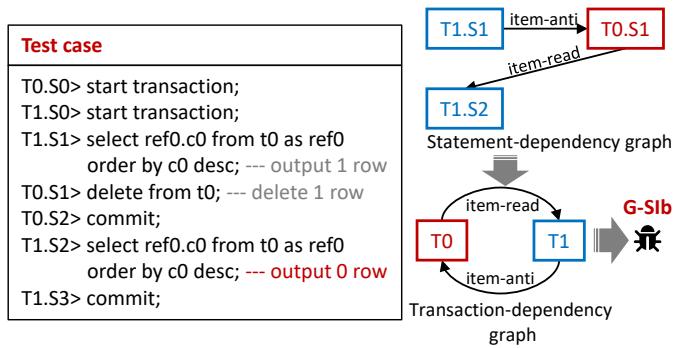 Test case
T0.S0> start transaction;
T1.S0> start transaction;
T1.S1> select ref0.c0 from t0 as ref0
order by c0 desc; --- output 1 row
T0.S1> delete from t0; --- delete 1 row
T0.S2> commit;
T1.S2> select ref0.c0 from t0 as ref0
order by c0 desc; --- output 0 row
T1.S3> commit;
T1.S1
item-anti
T0.S1
item-read
T1.S2
Statement-dependency graph
item-read
T0
T1
G-SIb
item-anti
Transaction-dependency
graph